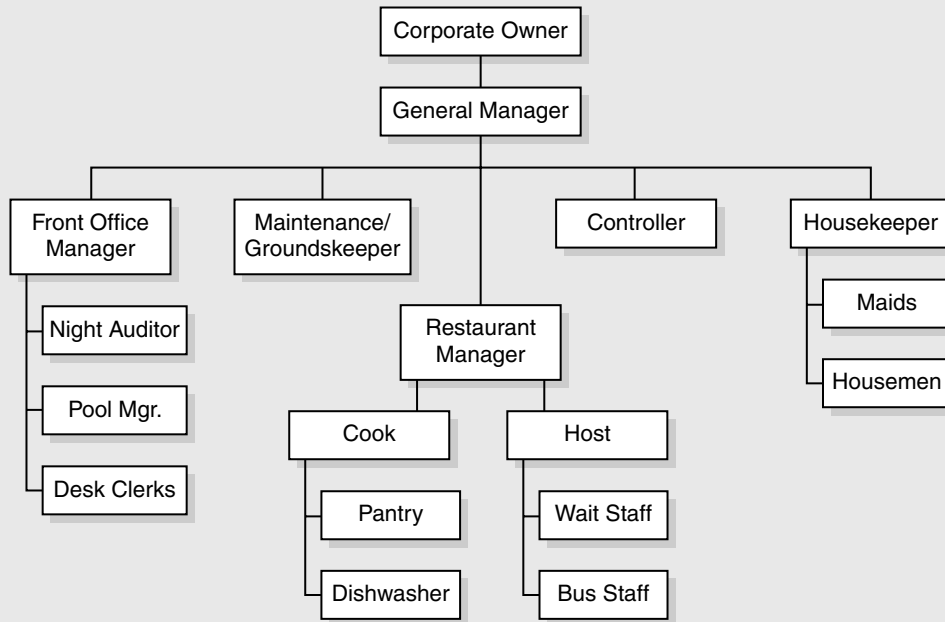 Corporate Owner
General Manager
Front Office
Manager
Maintenance/
Groundskeeper
Controller
Housekeeper
Night Auditor
Pool Mgr.
Desk Clerks
Restaurant
Manager
Maids
Housemen
Cook
Host
Pantry
Dishwasher
Wait Staff
Bus Staff